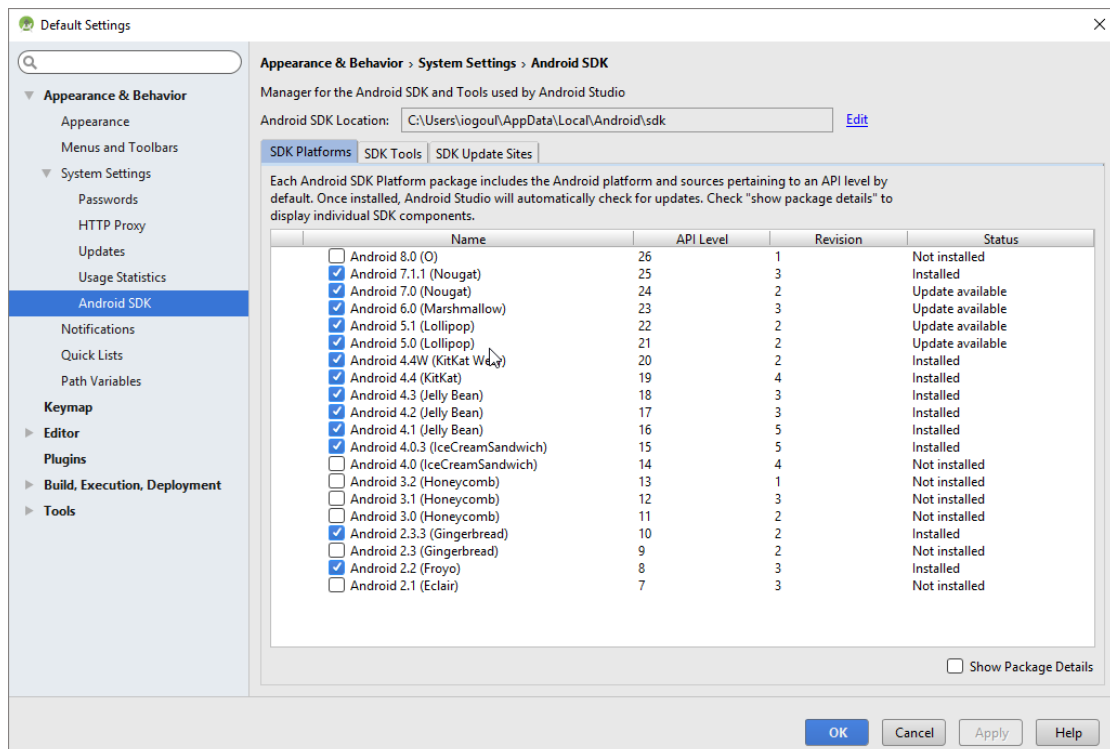 Default Settings
Appearance & Behavior › System Settings › Android SDK
Appearance & Behavior
Appearance
Menus and Toolbars
System Settings
Passwords
HTTP Proxy
Updates
Usage Statistics
Android SDK
Notifications
Quick Lists
Path Variables
Keymap
Editor
Plugins
Build, Execution, Deployment
Tools
Manager for the Android SDK and Tools used by Android Studio
Android SDK Location: C:\Users\iogoul\AppData\Local\Android\sdk Edit
SDK Platforms SDK Tools SDK Update Sites
Each Android SDK Platform package includes the Android platform and sources pertaining to an API level by
default. Once installed, Android Studio will automatically check for updates. Check "show package details" to
display individual SDK components.
Name API Level Revision Status
Android 8.0 (O) 26 1 Not installed
Android 7.1.1 (Nougat) 25 3 Installed
Android 7.0 (Nougat) 24 2 Update available
Android 6.0 (Marshmallow) 23 3 Update available
Android 5.1 (Lollipop) 22 2 Update available
Android 5.0 (Lollipop) 21 2 Update available
Android 4.4W (KitKat 20 2 Installed
Android 4.4 (KitKat) 19 4 Installed
Android 4.3 (Jelly Bean) 18 3 Installed
Android 4.2 (Jelly Bean) 17 3 Installed
Android 4.1 (Jelly Bean) 16 5 Installed
Android 4.0.3 (IceCreamSandwich) 15 5 Installed
Android 4.0 (IceCreamSandwich) 14 4 Not installed
Android 3.2 (Honeycomb) 13 1 Not installed
Android 3.1 (Honeycomb) 12 3 Not installed
Android 3.0 (Honeycomb) 11 2 Not installed
Android 2.3.3 (Gingerbread) 10 2 Installed
Android 2.3 (Gingerbread) 9 2 Not installed
Android 2.2 (Froyo) 8 3 Installed
Android 2.1 (Eclair) 7 3 Not installed
Show Package Details
OK Cancel Apply Help